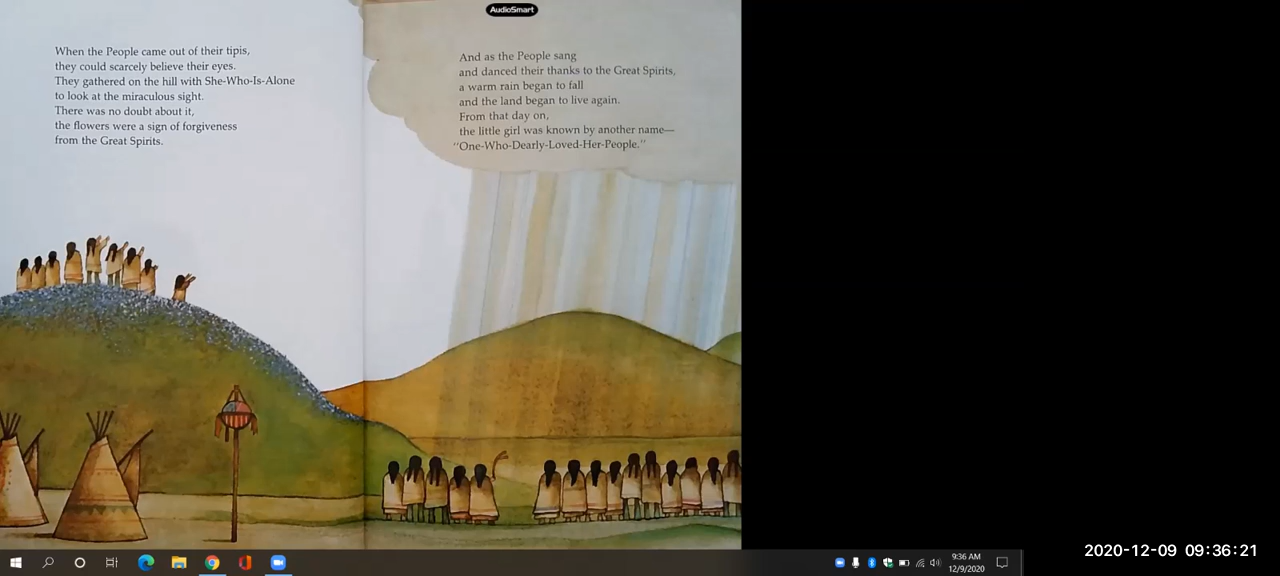 AudioSmart
When the People came out of their tipis,
they could scarcely believe their eyes.
They gathered on the hill with She-Who-Is-Alone
to look at the miraculous sight.
There was no doubt about it,
the flowers were a sign of forgiveness
from the Great Spirits.
And as the People sang
and danced their thanks to the Great Spirits,
a warm rain began to fall
and the land began to live again.
From that day on,
the little girl was known by another name—
“One-Who-Dearly-Loved-Her-People.”
9:36 AM
12/9/2020
2020-12-09 09:36:21